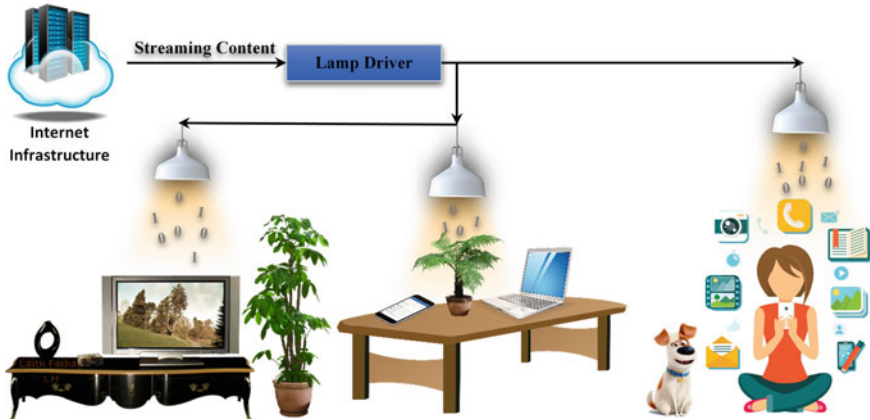 Streaming Content
Lamp Driver
Internet
Infrastructure